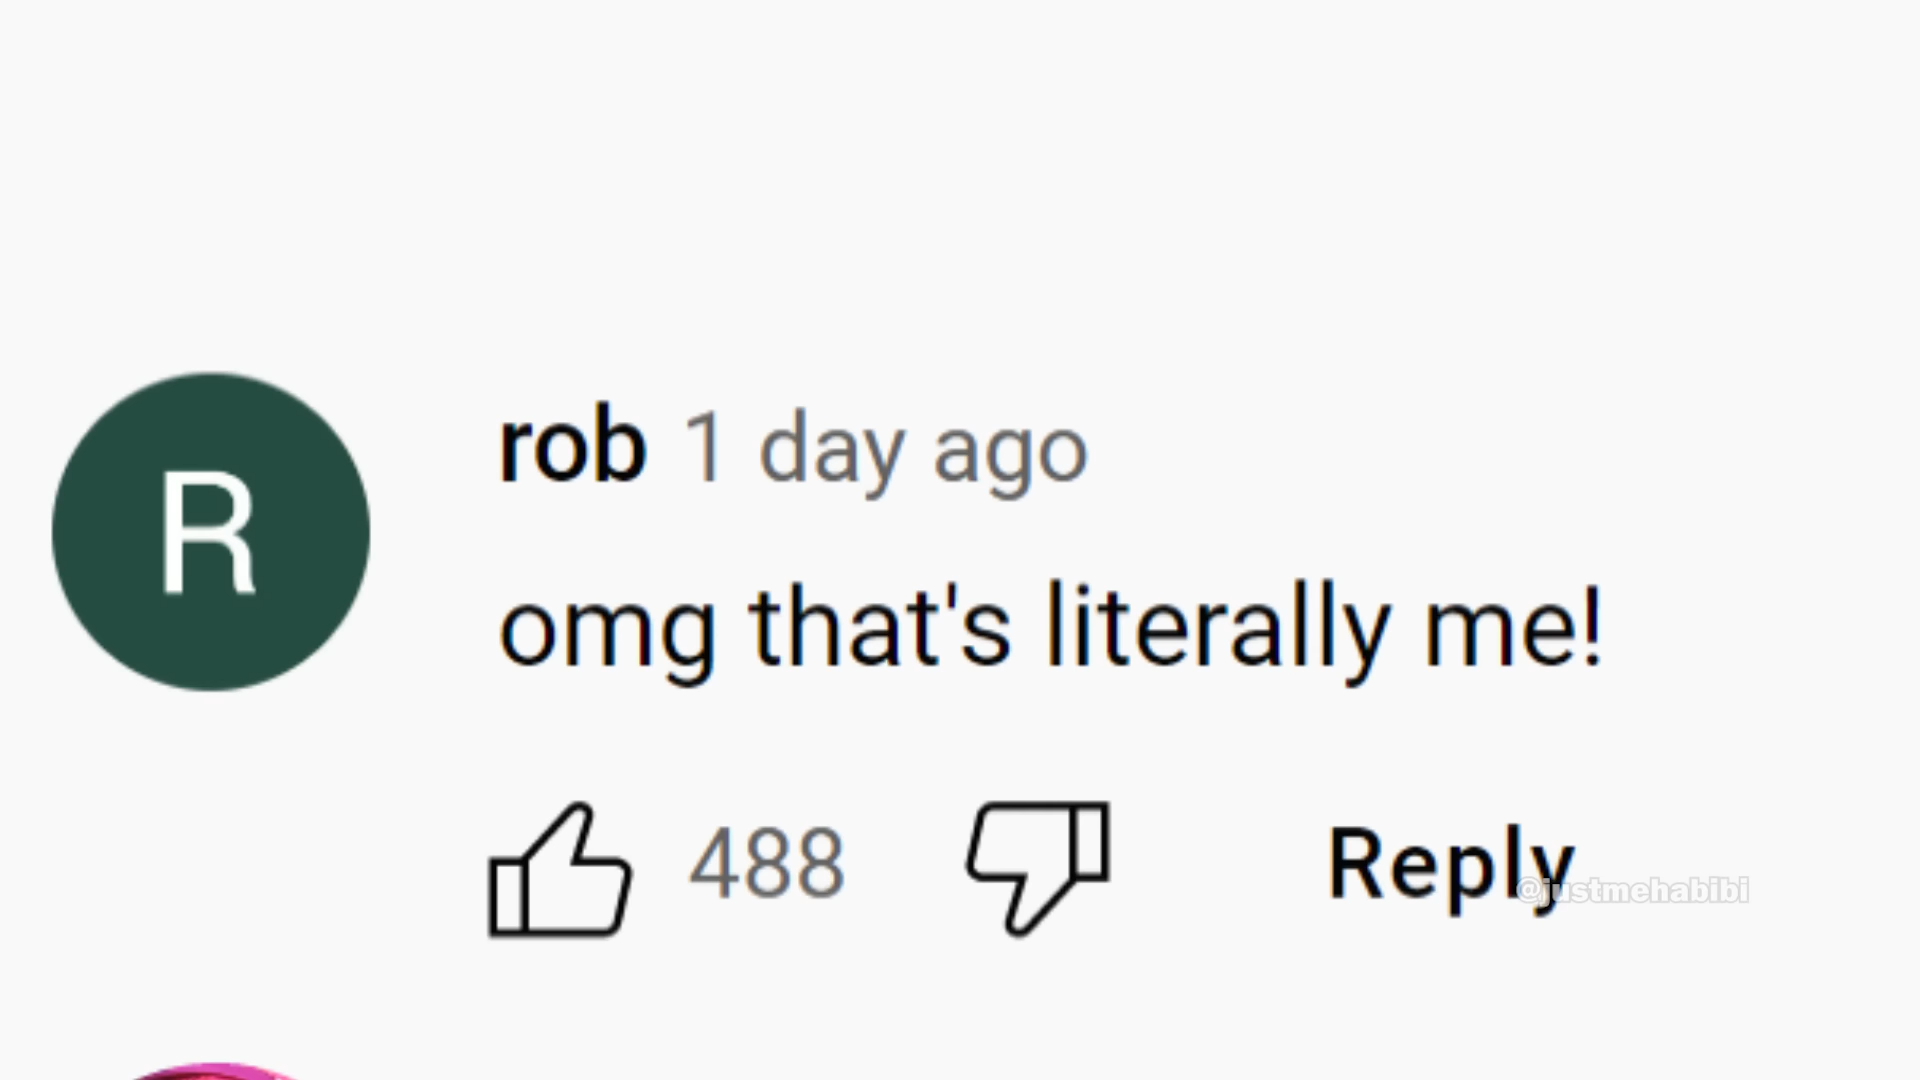 R
rob 1 day ago
omg that's literally me!
488 Reply
@justmehabibi